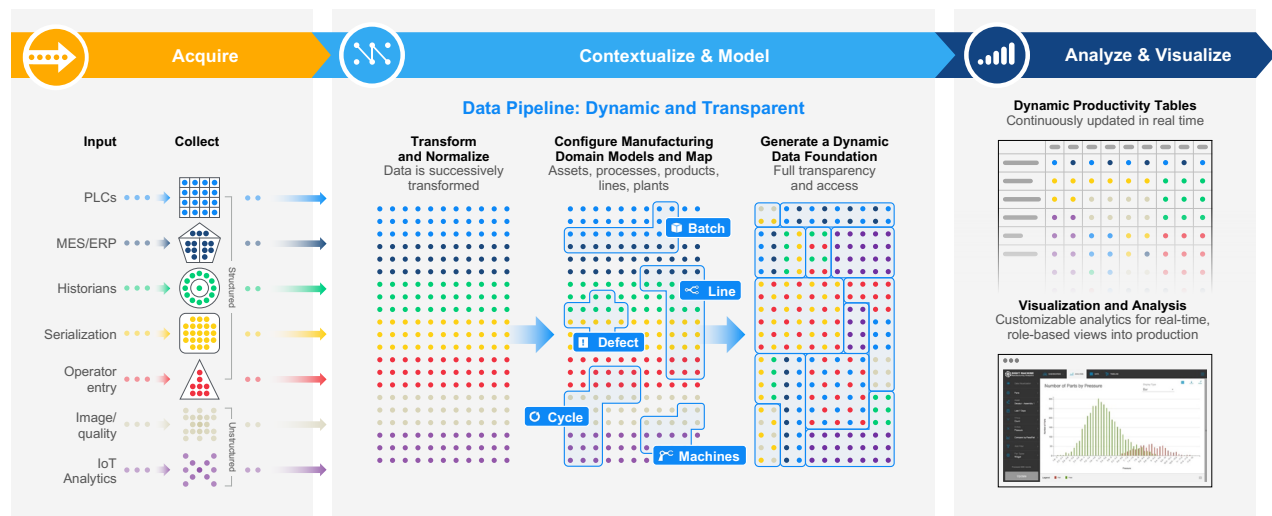 Acquire
Contextualize & Model
Analyze & Visualize
Input
Collect
PLCs
MES/ERP
Historians
Serialization
Operator
entry
Image/
quality
IoT
Analytics
Structured
Unstructured
Data Pipeline: Dynamic and Transparent
Transform
and Normalize
Data is successively
transformed
Configure Manufacturing
Domain Models and Map
Assets, processes, products,
lines, plants
Batch
Line
Defect
Cycle
Machines
Generate a Dynamic
Data Foundation
Full transparency
and access
Dynamic Productivity Tables
Continuously updated in real time
Visualization and Analysis
Customizable analytics for real-time,
role-based views into production
Number of Parts by Pressure